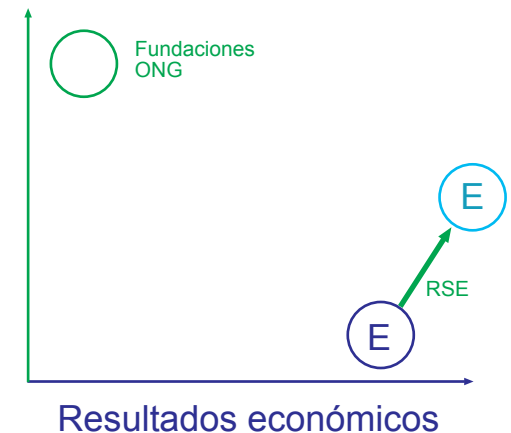 Fundaciones
ONG
E
RSE
E
Resultados económicos